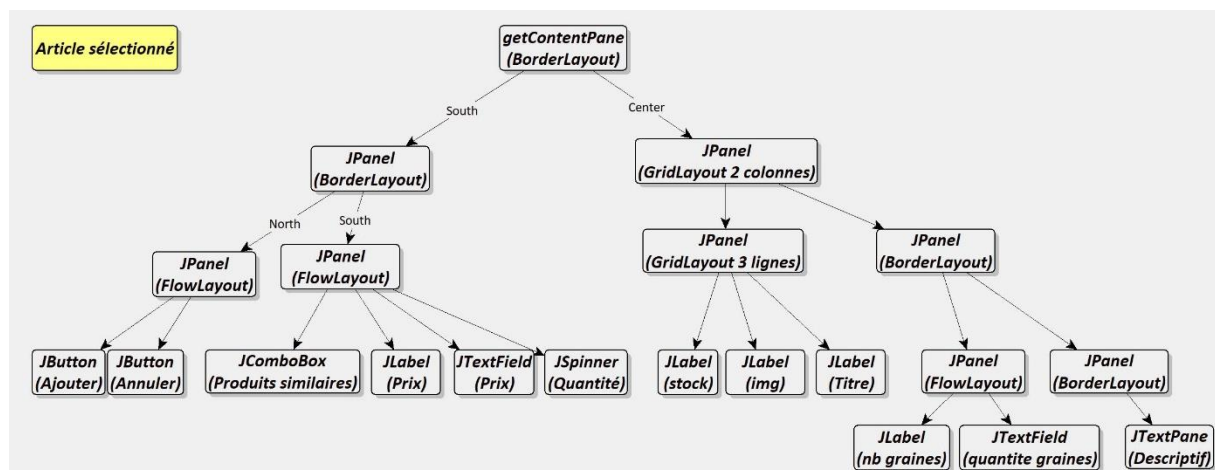 Article sélectionné
getContentPane
(BorderLayout)
South
Center
JPanel
(BorderLayout)
JPanel
(GridLayout 2 colonnes)
North
South
JPanel
(FlowLayout)
JPanel
(FlowLayout)
JPanel
(GridLayout 3 lignes)
JPanel
(BorderLayout)
JButton
(Ajouter)
JButton
(Annuler)
JComboBox
(Produits similaires)
JLabel
(Prix)
JTextField
(Prix)
JSpinner
(Quantité)
JLabel
(stock)
JLabel
(img)
JLabel
(Titre)
JPanel
(FlowLayout)
JPanel
(BorderLayout)
JLabel
(nb graines)
JTextField
(quantite graines)
JTextPane
(Descriptif)